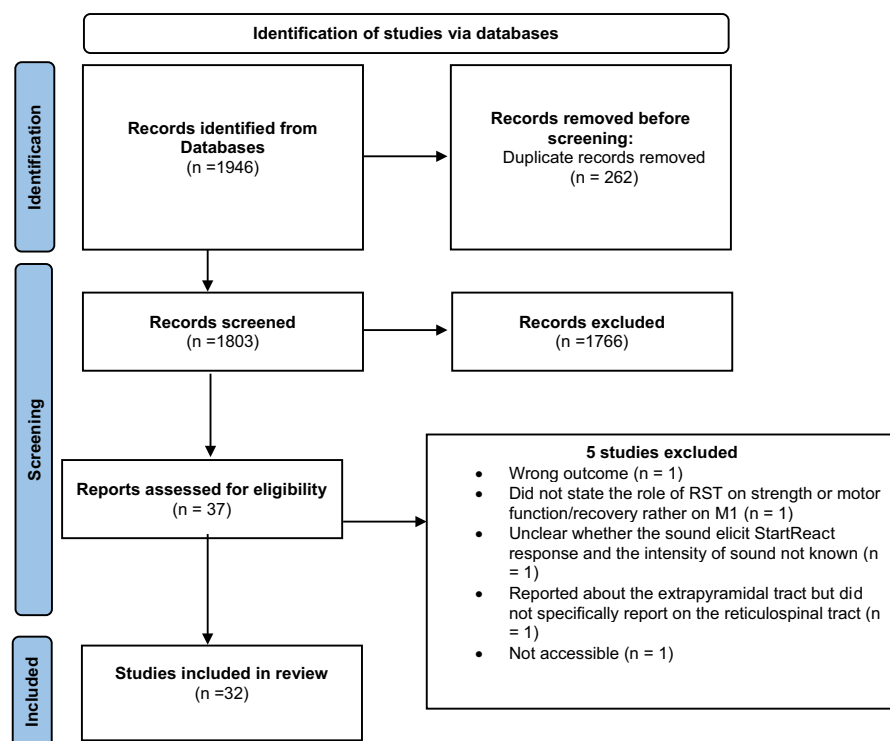 Identification of studies via databases
Identification
Records identified from
Databases
(n =1946)
Records removed before
screening:
Duplicate records removed
(n = 262)
Screening
Records screened
(n =1803)
Records excluded
(n =1766)
Reports assessed for eligibility
(n = 37)
5 studies excluded
• Wrong outcome (n = 1)
• Did not state the role of RST on strength or motor
function/recovery rather on M1 (n = 1)
• Unclear whether the sound elicit StartReact
response and the intensity of sound not known (n
= 1)
• Reported about the extrapyramidal tract but did
not specifically report on the reticulospinal tract (n
= 1)
• Not accessible (n = 1)
Included
Studies included in review
(n =32)